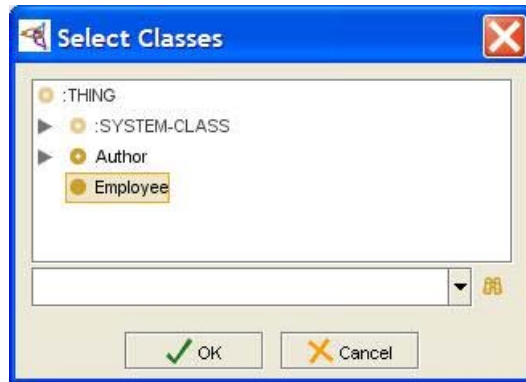 Select Classes
:THING
:SYSTEM-CLASS
Author
Employee
OK Cancel